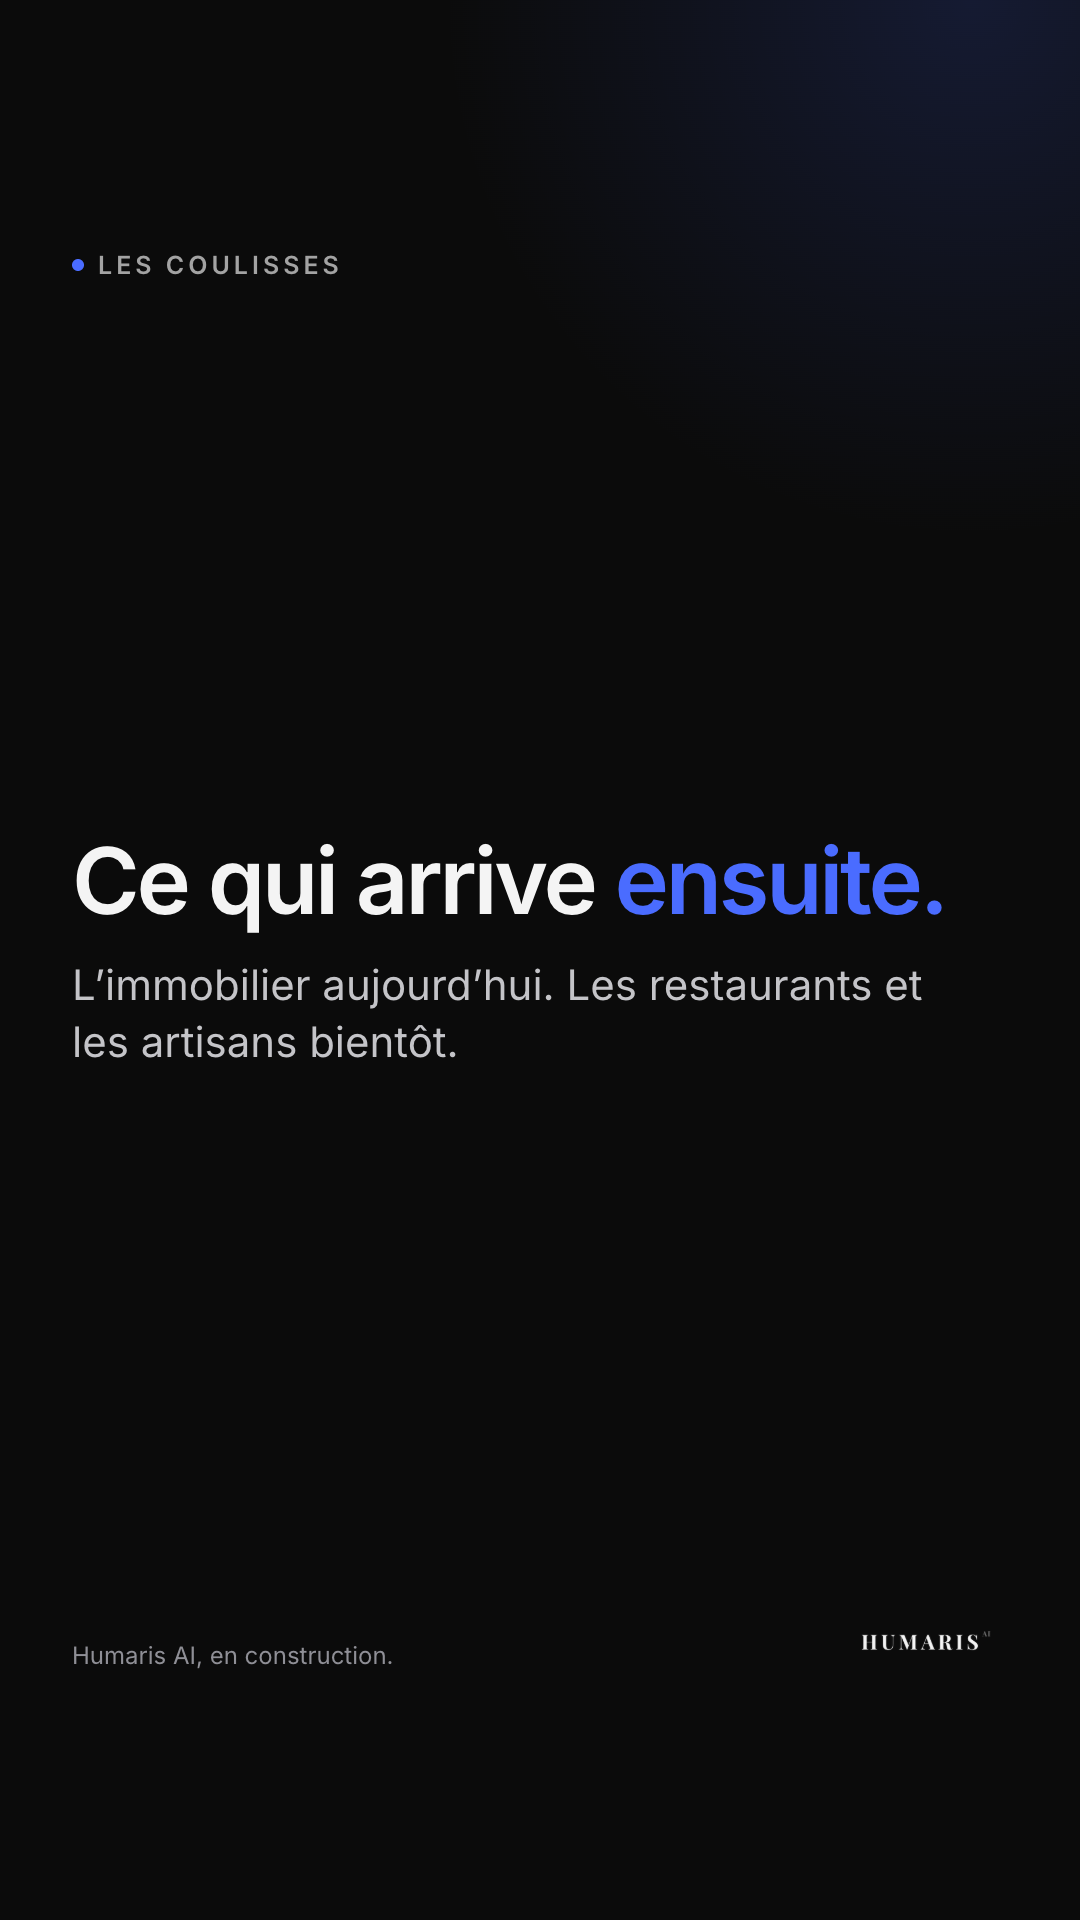 LES COULISSES
Ce qui arrive ensuite.
L’immobilier aujourd’hui. Les restaurants et
les artisans bientôt.
Humaris AI, en construction.
HUMARIS AI